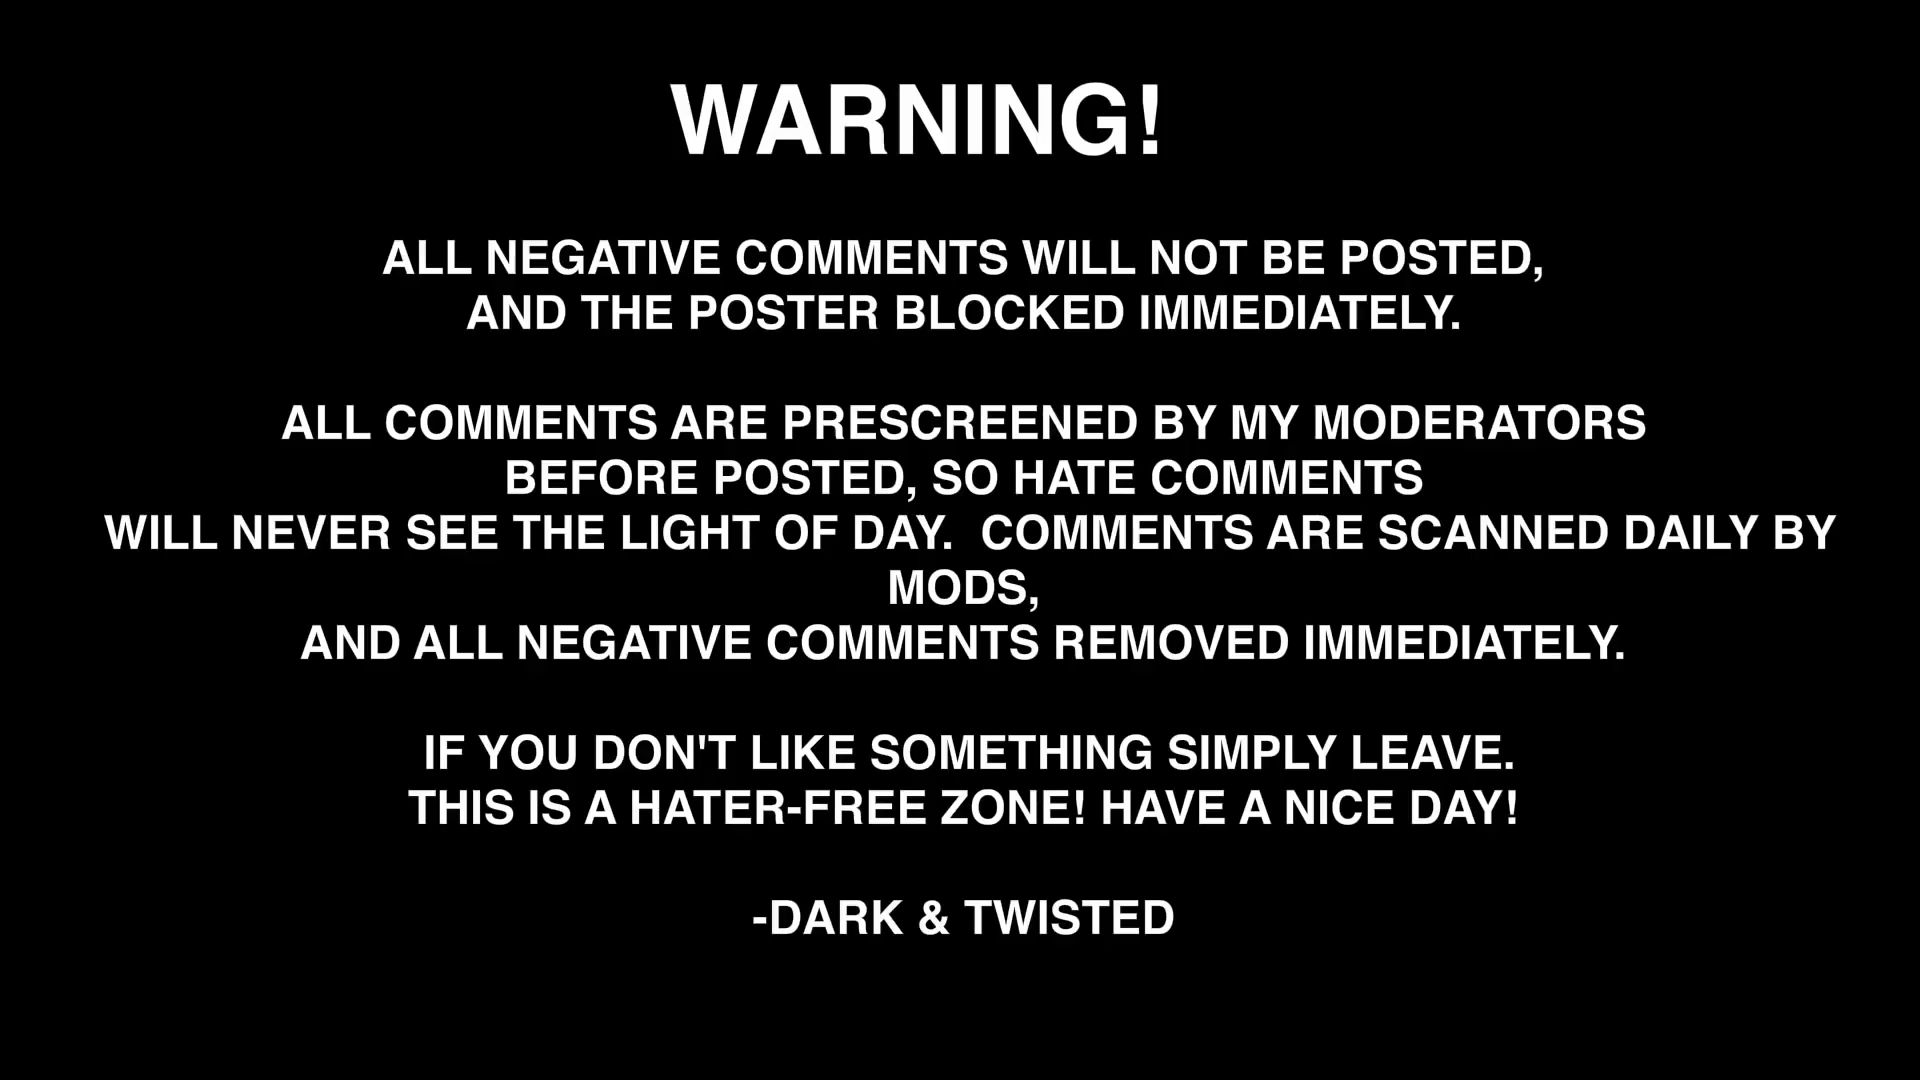 WARNING!
ALL NEGATIVE COMMENTS WILL NOT BE POSTED,
AND THE POSTER BLOCKED IMMEDIATELY.
ALL COMMENTS ARE PRESCREENED BY MY MODERATORS
BEFORE POSTED, SO HATE COMMENTS
WILL NEVER SEE THE LIGHT OF DAY.  COMMENTS ARE SCANNED DAILY BY
MODS,
AND ALL NEGATIVE COMMENTS REMOVED IMMEDIATELY.
IF YOU DON'T LIKE SOMETHING SIMPLY LEAVE.
THIS IS A HATER-FREE ZONE! HAVE A NICE DAY!
-DARK & TWISTED